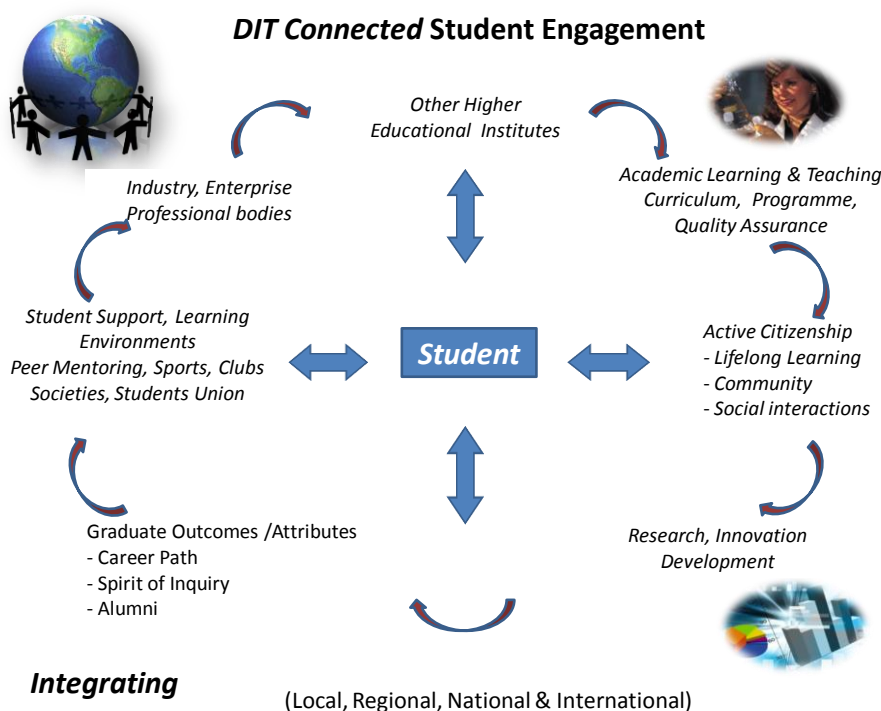 DIT Connected Student Engagement
Other Higher
Educational Institutes
Academic Learning & Teaching
Curriculum, Programme,
Quality Assurance
Industry, Enterprise
Professional bodies
Student Support, Learning
Environments
Peer Mentoring, Sports, Clubs
Societies, Students Union
Student
Active Citizenship
- Lifelong Learning
- Community
- Social interactions
Graduate Outcomes /Attributes
- Career Path
- Spirit of Inquiry
- Alumni
Research, Innovation
Development
Integrating
(Local, Regional, National & International)